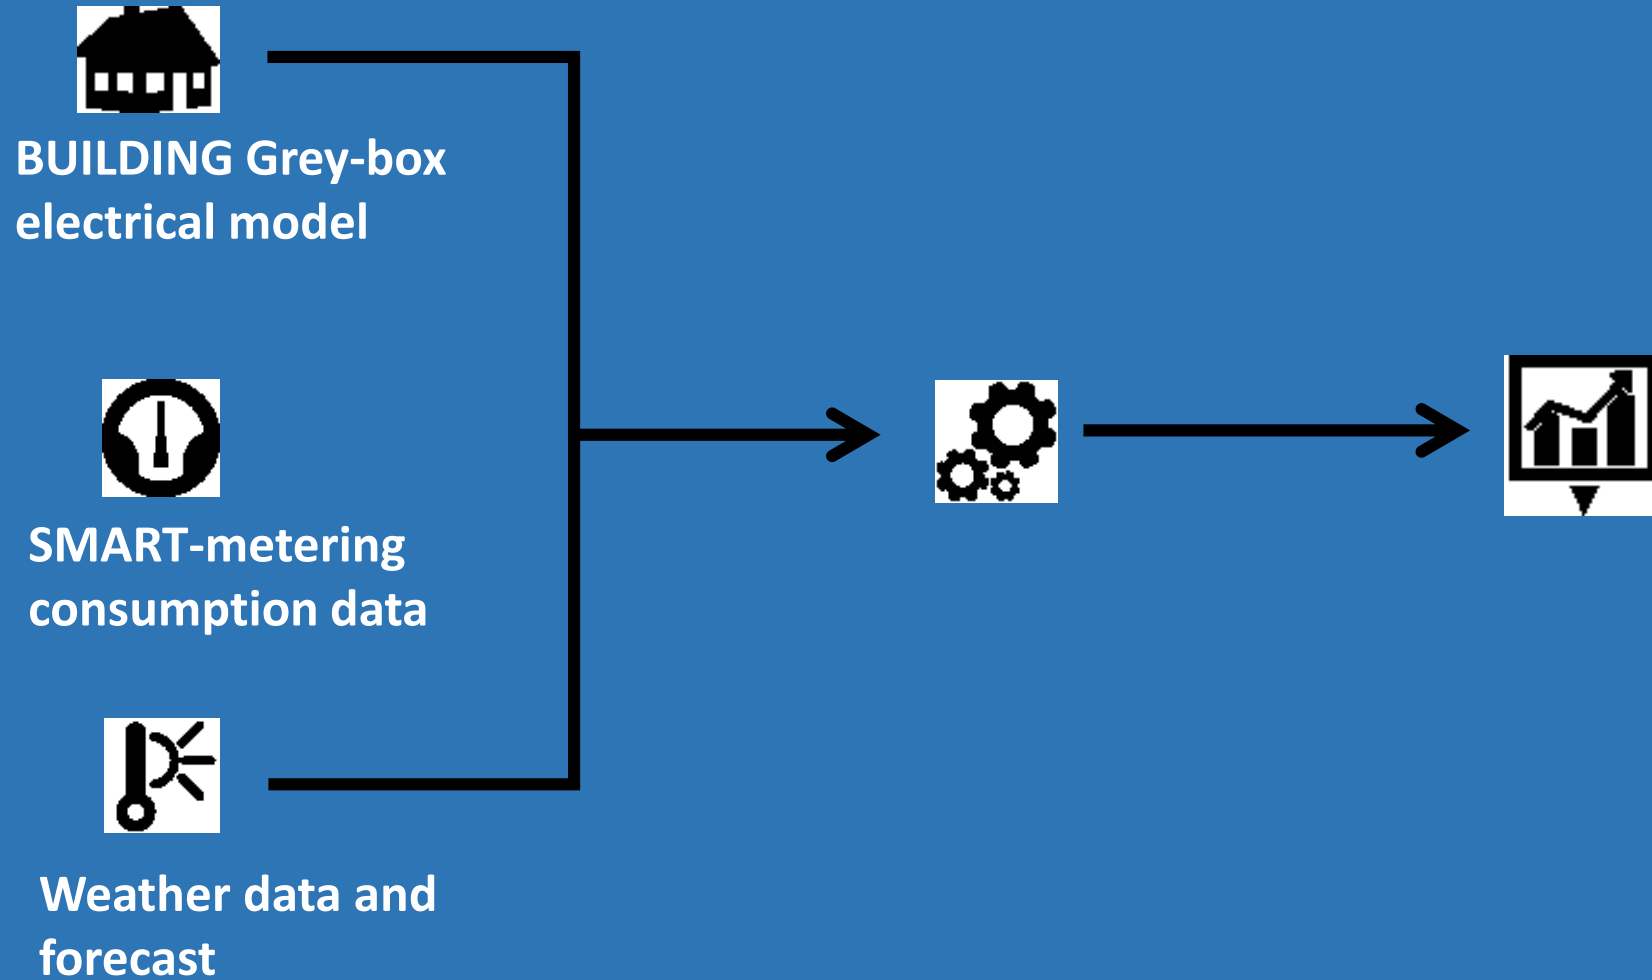 BUILDING Grey-box
electrical model
SMART-metering
consumption data
Weather data and
forecast